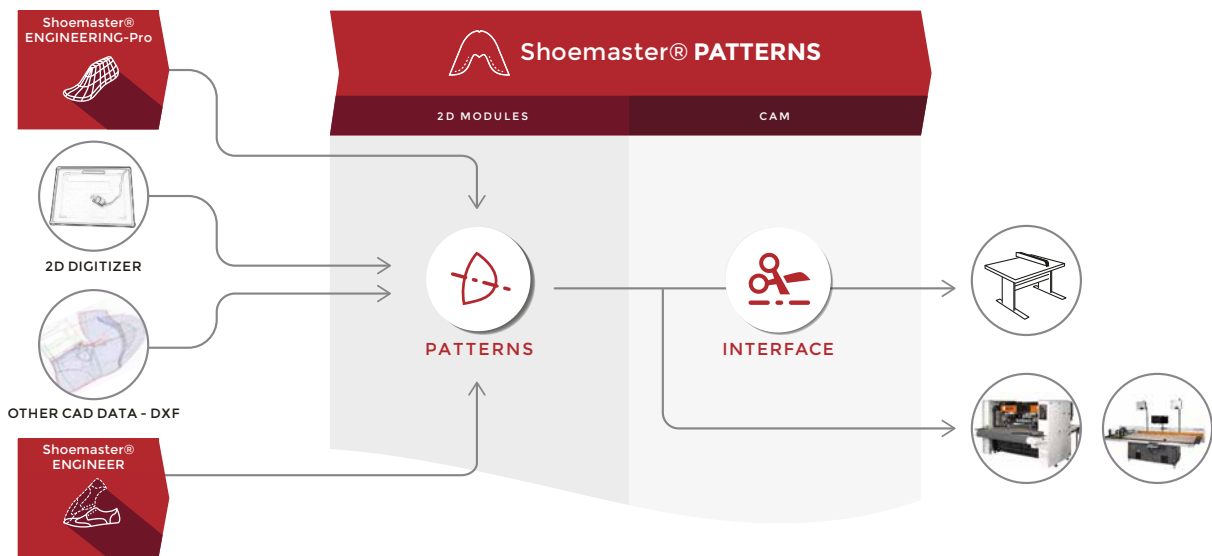 Shoemaster®
ENGINEERING-Pro
Shoemaster® PATTERNS
2D MODULES
CAM
2D DIGITIZER
OTHER CAD DATA - DXF
PATTERNS
INTERFACE
Shoemaster®
ENGINEER